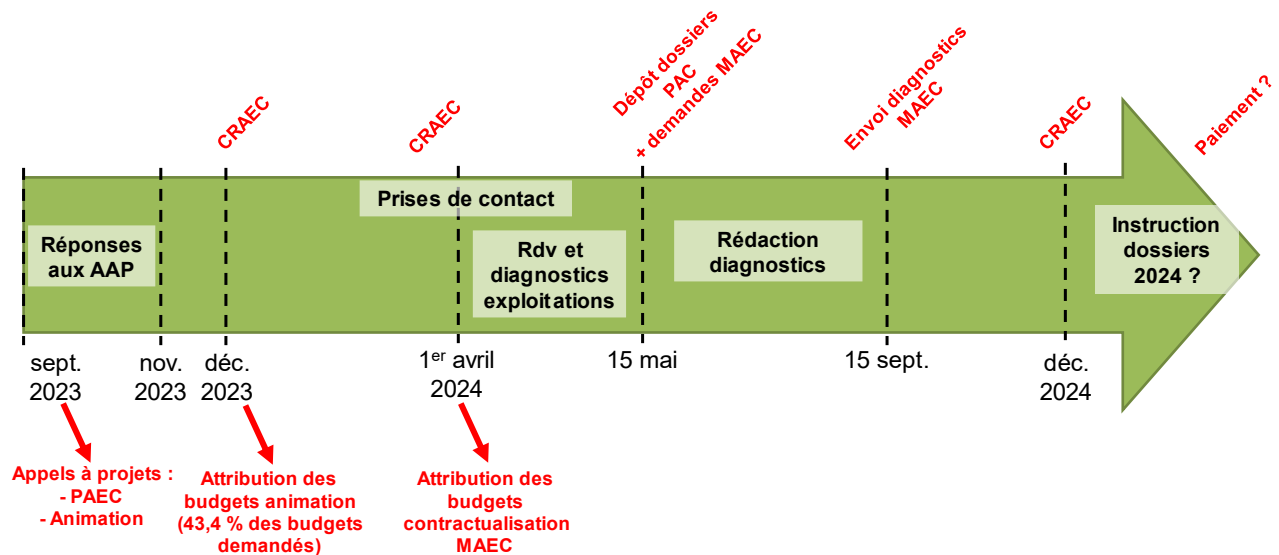 CRAEC
CRAEC
Dépôt dossiers
PAC
+ demandes MAEC
Envoi diagnostics
MAEC
CRAEC
Paiement ?
Réponses
aux AAP
Prises de contact
Rdv et
diagnostics
exploitations
Rédaction
diagnostics
Instruction
dossiers
2024 ?
sept.
2023
nov.
2023
déc.
2023
1er avril
2024
15 mai
15 sept.
déc.
2024
Appels à projets :
- PAEC
- Animation
Attribution des
budgets animation
(43,4 % des budgets
demandés)
Attribution des
budgets
contractualisation
MAEC